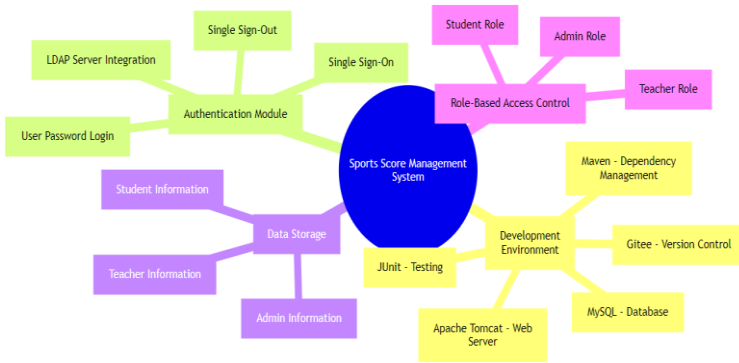 Sports Score Management
System
Authentication Module
User Password Login
LDAP Server Integration
Single Sign-Out
Single Sign-On
Role-Based Access Control
Student Role
Admin Role
Teacher Role
Data Storage
Student Information
Teacher Information
Admin Information
Development
Environment
Maven - Dependency
Management
Gitee - Version Control
MySQL - Database
Apache Tomcat - Web
Server
JUnit - Testing